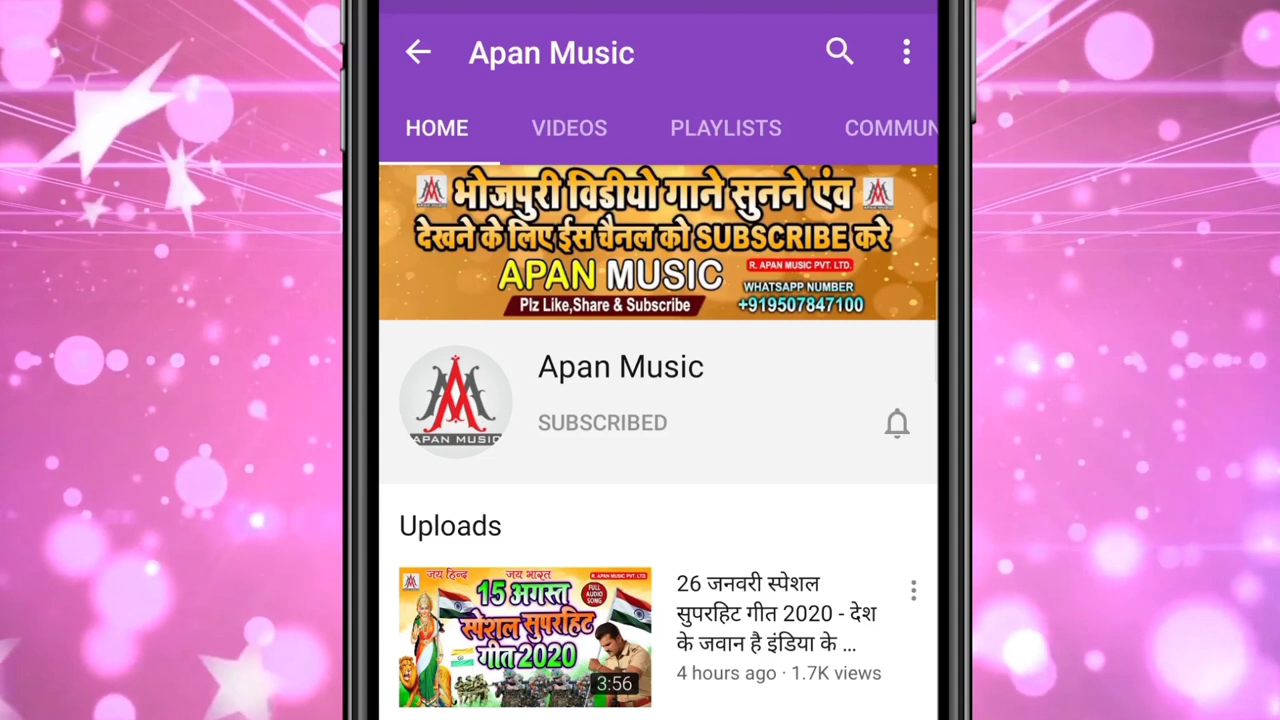 Apan Music
HOME VIDEOS PLAYLISTS COMMUN
भोजपुरी विडीयो गाने सुनने एंव
देखने के लिए ईस चैनल को SUBSCRIBE करे
APAN MUSIC
R. APAN MUSIC PVT. LTD.
WHATSAPP NUMBER
Plz Like,Share & Subscribe
+919507847100
APAN MUSIC
Apan Music
SUBSCRIBED
Uploads
जय हिन्द जय भारत
R. APAN MUSIC PVT. LTD
15 अगस्त
FULL
AUDIO
SONG
स्पेशल सुपरहिट
गीत 2020
3:56
26 जनवरी स्पेशल
सुपरहिट गीत 2020 - देश
के जवान है इंडिया के ...
4 hours ago · 1.7K views